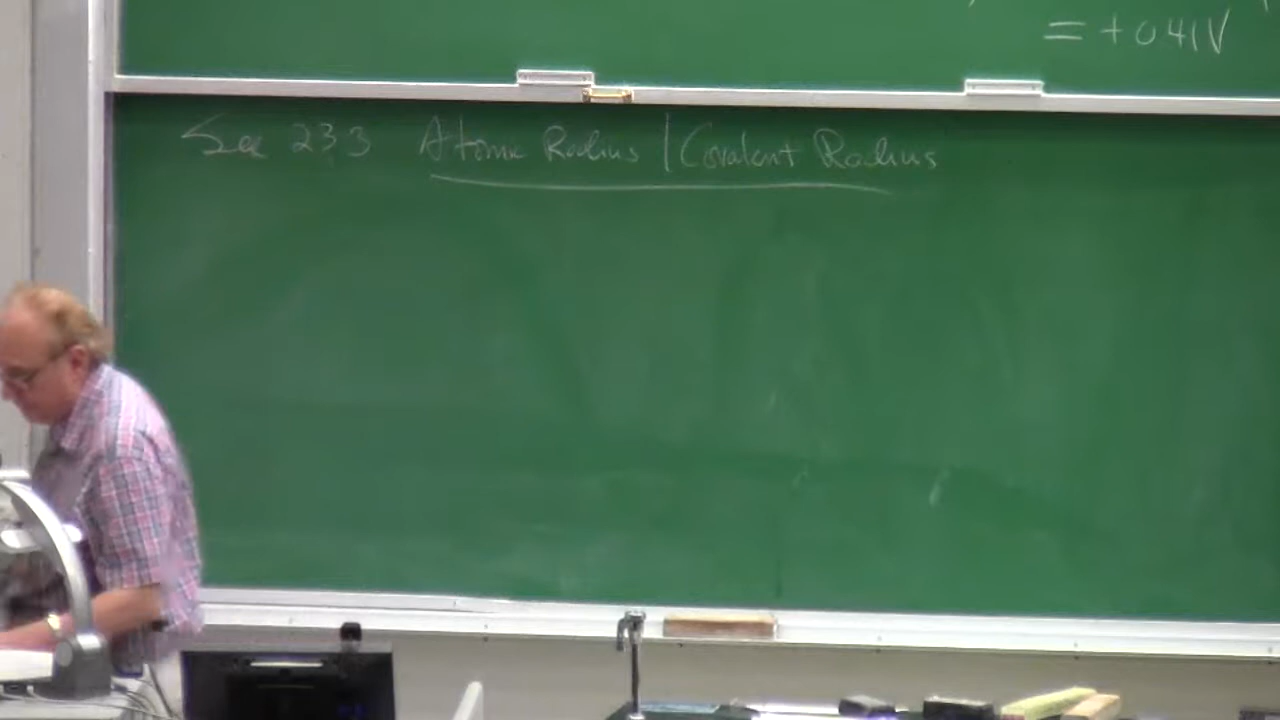 = + 0.41V
Sec 23.3 Atomic Radius | Covalent Radius